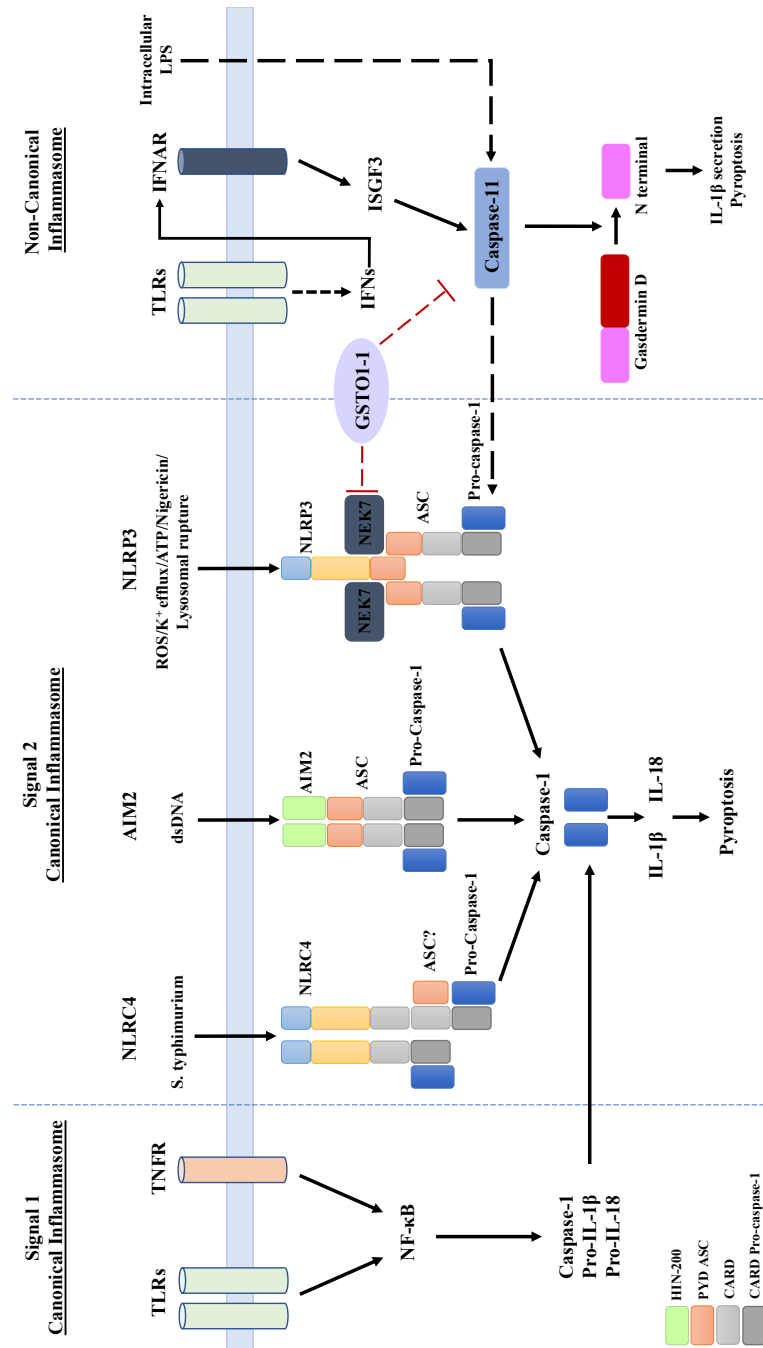 Signal 1
Canonical Inflammasome
TLRs
TNFR
NF-κB
Caspase-1
Pro-IL-1β
Pro-IL-18
HIN-200
PYD ASC
CARD
CARD Pro-caspase-1
Signal 2
Canonical Inflammasome
NLRC4
S. typhimurium
NLRC4
ASC?
Pro-Caspase-1
AIM2
dsDNA
AIM2
ASC
Pro-Caspase-1
NLRP3
ROS/K⁺ efflux/ATP/Nigericin/
Lysosomal rupture
NLRP3
NEK7
NEK7
ASC
Pro-caspase-1
Caspase-1
IL-1β
IL-18
Pyroptosis
GSTO1-1
Non-Canonical
Inflammasome
TLRs
IFNAR
Intracellular
LPS
IFNs
ISGF3
Caspase-11
Gasdermin D
N terminal
IL-1β secretion
Pyroptosis